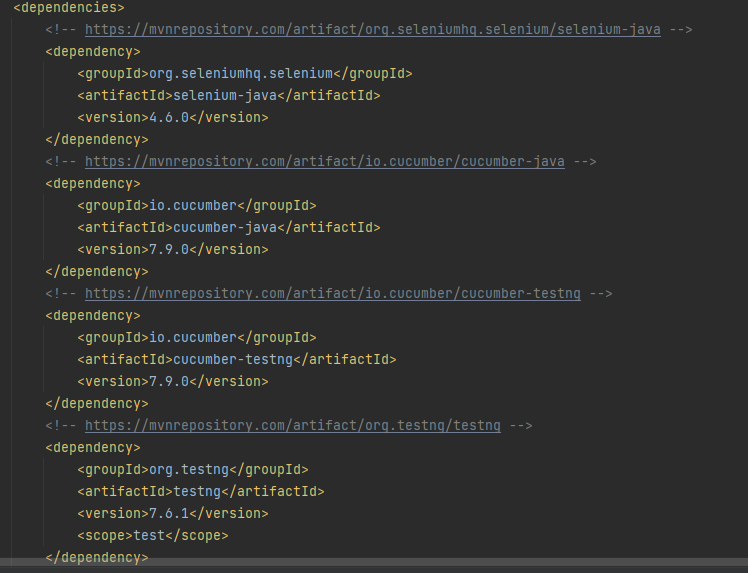 <dependencies>
<!-- https://mvnrepository.com/artifact/org.seleniumhq.selenium/selenium-java -->
<dependency>
<groupId>org.seleniumhq.selenium</groupId>
<artifactId>selenium-java</artifactId>
<version>4.6.0</version>
</dependency>
<!-- https://mvnrepository.com/artifact/io.cucumber/cucumber-java -->
<dependency>
<groupId>io.cucumber</groupId>
<artifactId>cucumber-java</artifactId>
<version>7.9.0</version>
</dependency>
<!-- https://mvnrepository.com/artifact/io.cucumber/cucumber-testng -->
<dependency>
<groupId>io.cucumber</groupId>
<artifactId>cucumber-testng</artifactId>
<version>7.9.0</version>
</dependency>
<!-- https://mvnrepository.com/artifact/org.testng/testng -->
<dependency>
<groupId>org.testng</groupId>
<artifactId>testng</artifactId>
<version>7.6.1</version>
<scope>test</scope>
</dependency>